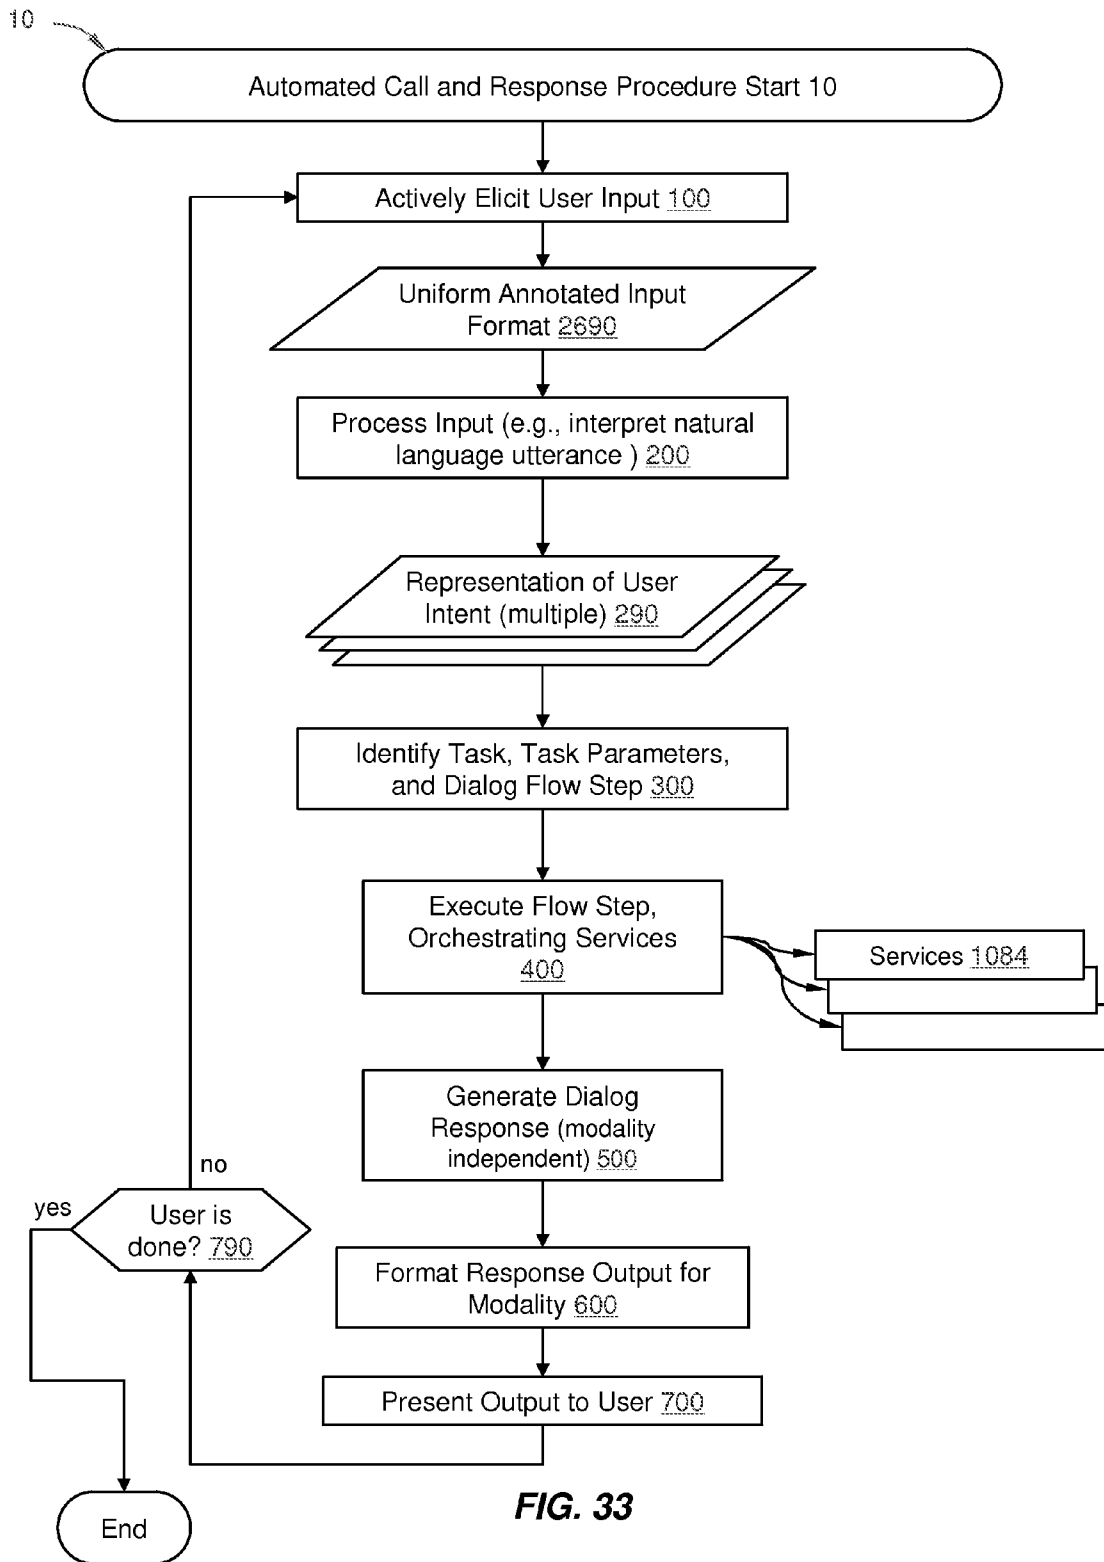 10
Automated Call and Response Procedure Start 10
Actively Elicit User Input 100
Uniform Annotated Input
Format 2690
Process Input (e.g., interpret natural
language utterance ) 200
Representation of User
Intent (multiple) 290
Identify Task, Task Parameters,
and Dialog Flow Step 300
Execute Flow Step,
Orchestrating Services
400
Services 1084
Generate Dialog
Response (modality
independent) 500
no
yes
User is
done? 790
Format Response Output for
Modality 600
Present Output to User 700
End
FIG. 33